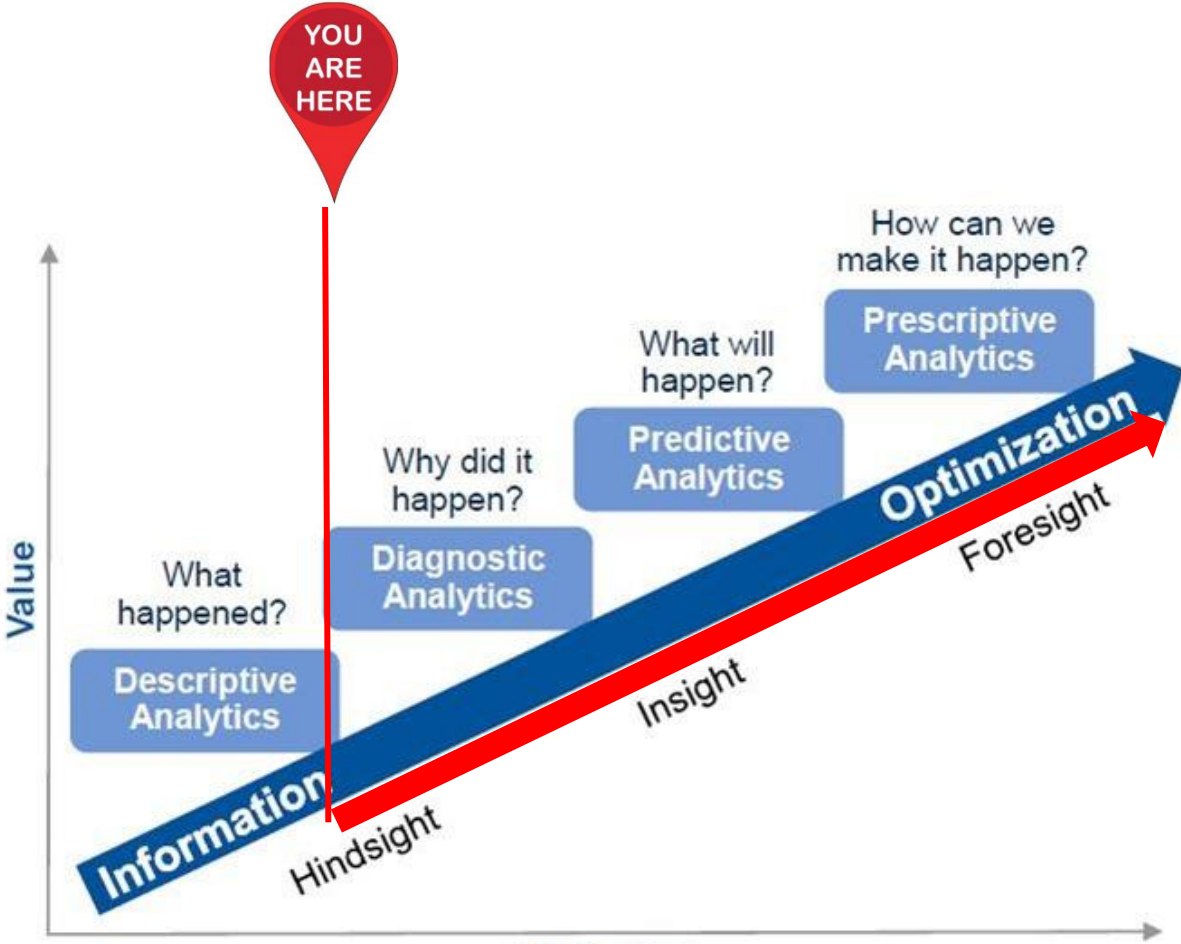 YOU
ARE
HERE
How can we
make it happen?
Prescriptive
Analytics
What will
happen?
Predictive
Analytics
Why did it
happen?
Diagnostic
Analytics
What
happened?
Descriptive
Analytics
Value
Information
Optimization
Hindsight
Insight
Foresight